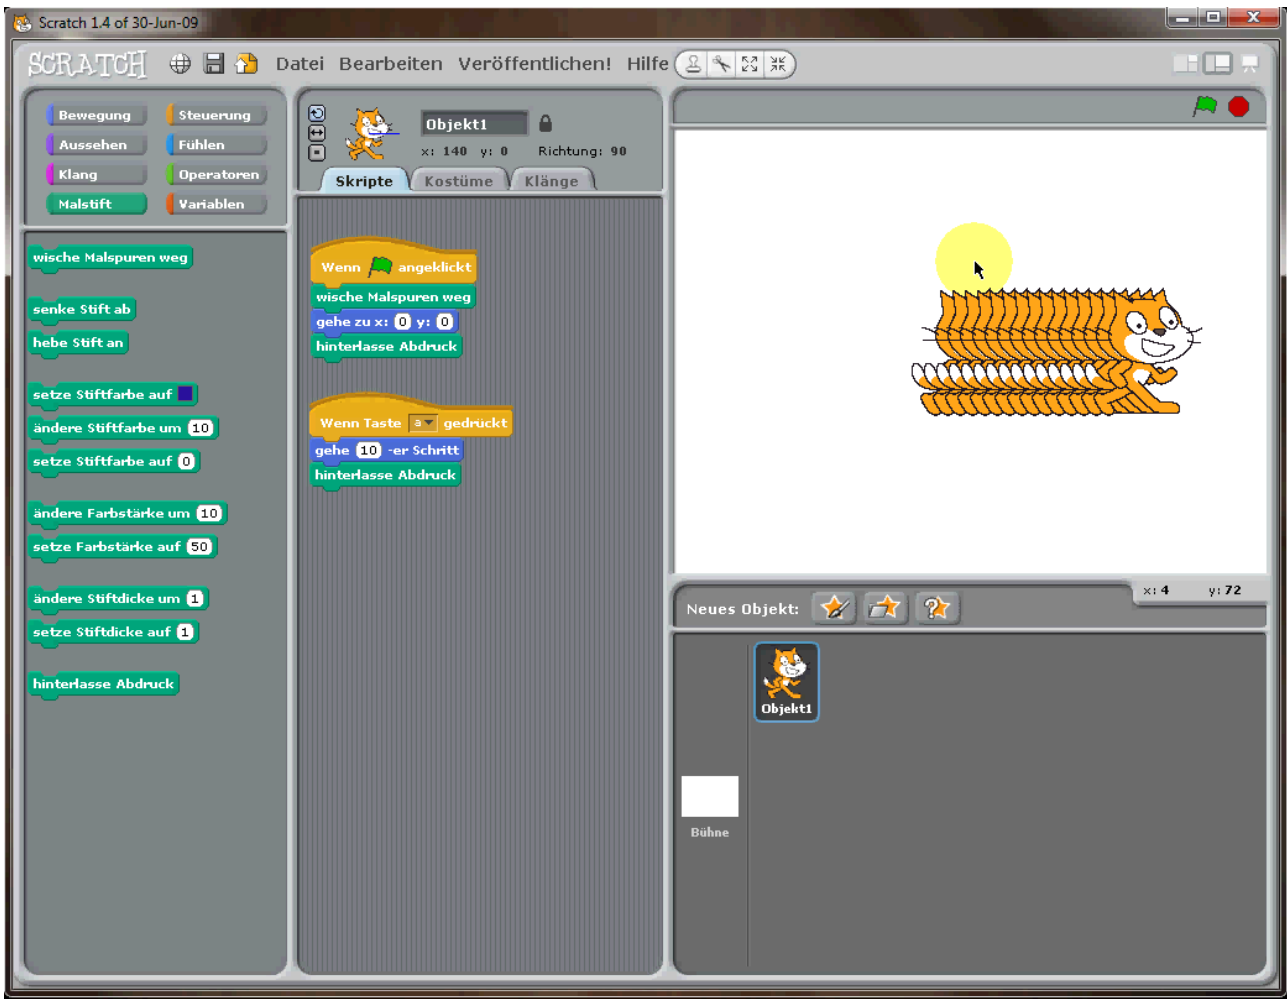 Scratch 1.4 of 30-Jun-09
SCRATCH
Datei Bearbeiten Veröffentlichen! Hilfe
Bewegung Steuerung
Aussehen Fühlen
Klang Operatoren
Malstift Variablen
wische Malspuren weg
senke Stift ab
hebe Stift an
setze Stiftfarbe auf
ändere Stiftfarbe um 10
setze Stiftfarbe auf 0
ändere Farbstärke um 10
setze Farbstärke auf 50
ändere Stiftdicke um 1
setze Stiftdicke auf 1
hinterlasse Abdruck
Objekt1
x: 140 y: 0 Richtung: 90
Skripte Kostüme Klänge
Wenn angeklickt
wische Malspuren weg
gehe zu x: 0 y: 0
hinterlasse Abdruck
Wenn Taste a gedrückt
gehe 10 -er Schritt
hinterlasse Abdruck
x: 4 y: 72
Neues Objekt:
Objekt1
Bühne